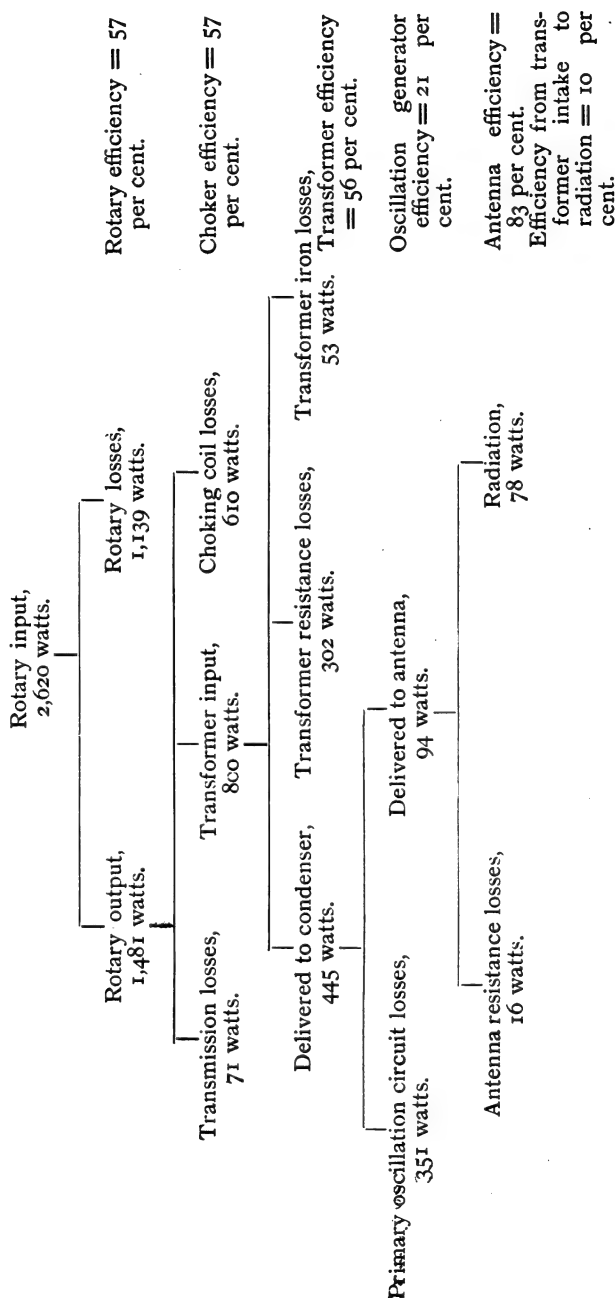 Rotary input,
2,620 watts.
Rotary output,
1,481 watts.
Rotary losses,
1,139 watts.
Rotary efficiency = 57
per cent.
Transmission losses,
71 watts.
Transformer input,
800 watts.
Choking coil losses,
610 watts.
Choker efficiency = 57
per cent.
Delivered to condenser,
445 watts.
Transformer resistance losses,
302 watts.
Transformer iron losses,
53 watts.
Transformer efficiency
= 56 per cent.
Primary oscillation circuit losses,
351 watts.
Delivered to antenna,
94 watts.
Oscillation generator
efficiency = 21 per
cent.
Antenna resistance losses,
16 watts.
Radiation,
78 watts.
Antenna efficiency =
83 per cent.
Efficiency from trans-
former intake to
radiation = 10 per
cent.